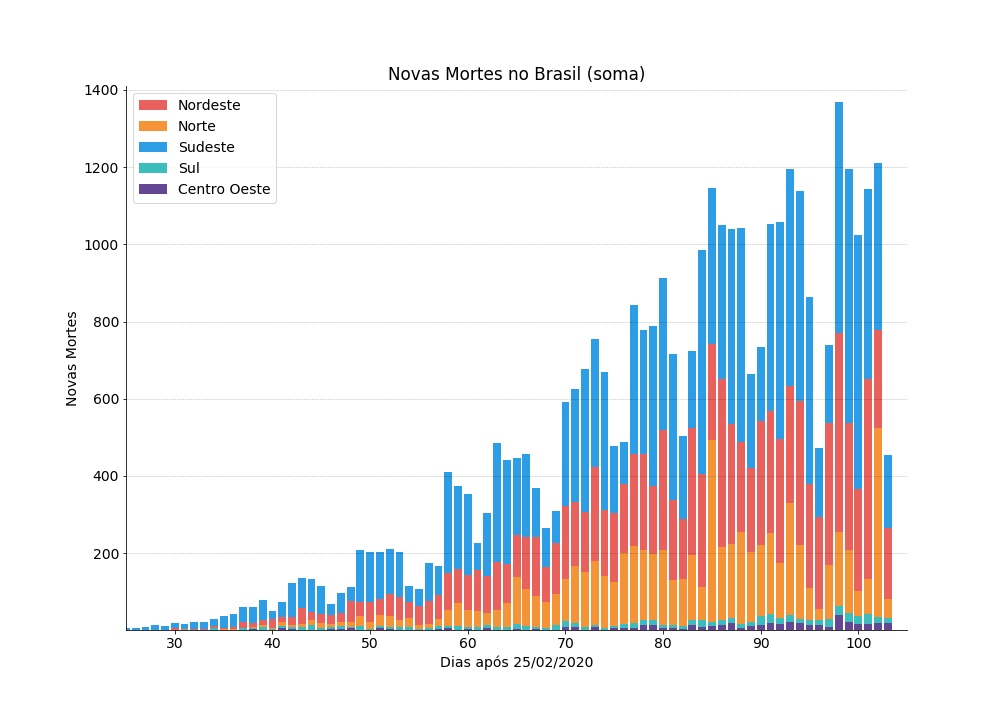 Novas Mortes no Brasil (soma)
Nordeste
Norte
Sudeste
Sul
Centro Oeste
1400
1200
1000
800
600
400
200
Novas Mortes
30 40 50 60 70 80 90 100
Dias após 25/02/2020